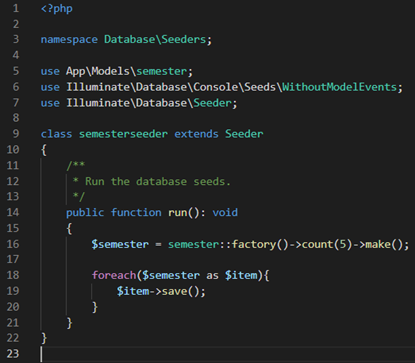 1 <?php
2
3 namespace Database\Seeders;
4
5 use App\Models\semester;
6 use Illuminate\Database\Console\Seeds\WithoutModelEvents;
7 use Illuminate\Database\Seeder;
8
9 class semesterseeder extends Seeder
10 {
11     /**
12      * Run the database seeds.
13      */
14     public function run(): void
15     {
16         $semester = semester::factory()->count(5)->make();
17
18         foreach($semester as $item){
19             $item->save();
20         }
21     }
22 }
23